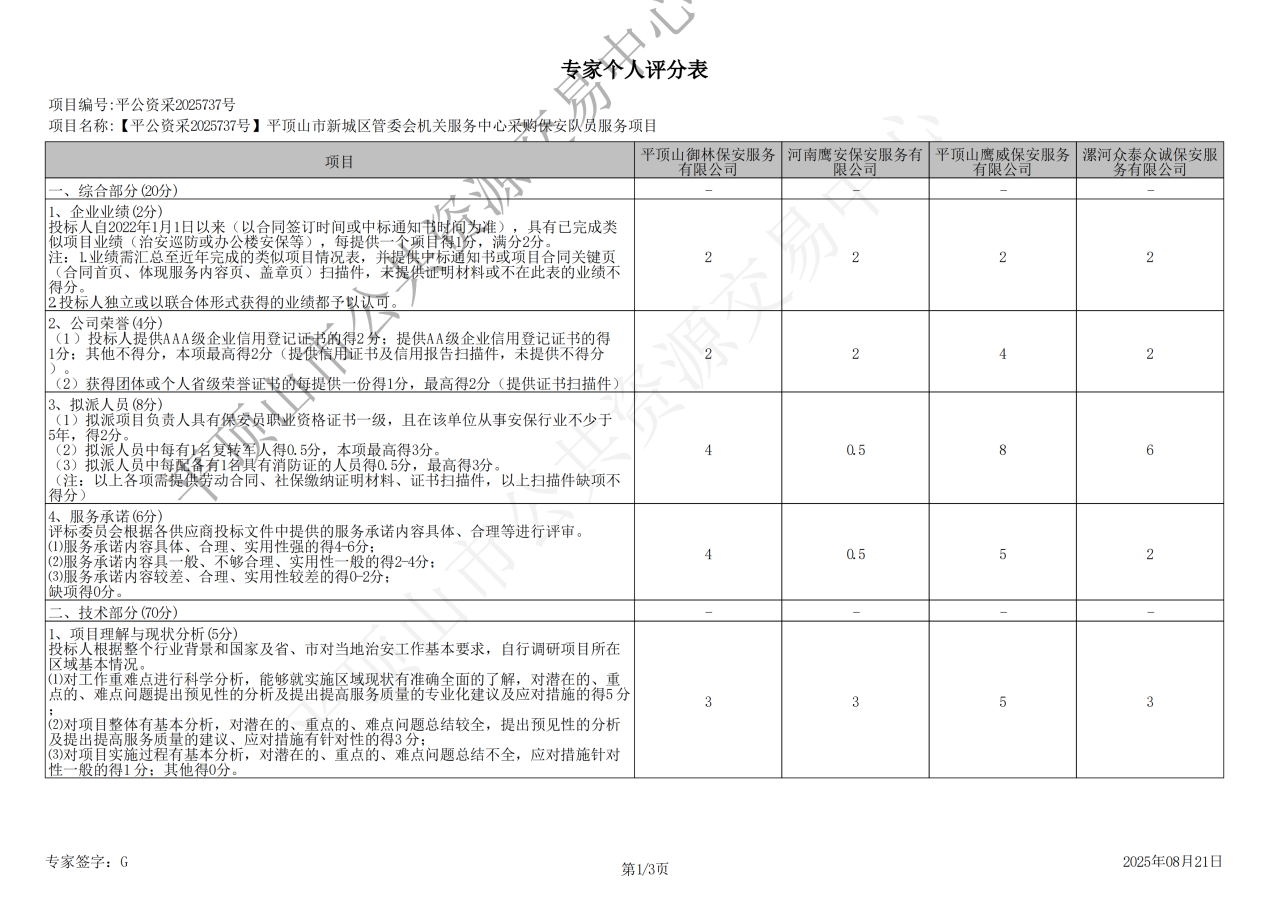 专家个人评分表
项目编号:平公资采2025737号
项目名称:【平公资采2025737号】平顶山市新城区管委会机关服务中心采购保安队员服务项目
项目 平顶山御林保安服务有限公司 河南鹰安保安服务有限公司 平顶山鹰威保安服务有限公司 漯河众泰众诚保安服务有限公司
一、综合部分(20分) － － － －
1、企业业绩(2分)
投标人自2022年1月1日以来（以合同签订时间或中标通知书时间为准），具有已完成类
似项目业绩（治安巡防或办公楼安保等），每提供一个项目得1分，满分2分。
注：1.业绩需汇总至近年完成的类似项目情况表，并提供中标通知书或项目合同关键页
（合同首页、体现服务内容页、盖章页）扫描件，未提供证明材料或不在此表的业绩不
得分。
2.投标人独立或以联合体形式获得的业绩都予以认可。
2 2 2 2
2、公司荣誉(4分)
（1）投标人提供AAA级企业信用登记证书的得2分；提供AA级企业信用登记证书的得
1分；其他不得分，本项最高得2分（提供信用证书及信用报告扫描件，未提供不得分
）。
（2）获得团体或个人省级荣誉证书的每提供一份得1分，最高得2分（提供证书扫描件）
2 2 4 2
3、拟派人员(8分)
（1）拟派项目负责人具有保安员职业资格证书一级，且在该单位从事安保行业不少于
5年，得2分。
（2）拟派人员中每有1名复转军人得0.5分，本项最高得3分。
（3）拟派人员中每配备有1名具有消防证的人员得0.5分，最高得3分。
（注：以上各项需提供劳动合同、社保缴纳证明材料、证书扫描件，以上扫描件缺项不
得分）
4 0.5 8 6
4、服务承诺(6分)
评标委员会根据各供应商投标文件中提供的服务承诺内容具体、合理等进行评审。
⑴服务承诺内容具体、合理、实用性强的得4-6分；
⑵服务承诺内容具一般、不够合理、实用性一般的得2-4分；
⑶服务承诺内容较差、合理、实用性较差的得0-2分；
缺项得0分。
4 0.5 5 2
二、技术部分(70分) － － － －
1、项目理解与现状分析(5分)
投标人根据整个行业背景和国家及省、市对当地治安工作基本要求，自行调研项目所在
区域基本情况。
⑴对工作重难点进行科学分析，能够就实施区域现状有准确全面的了解，对潜在的、重
点的、难点问题提出预见性的分析及提出提高服务质量的专业化建议及应对措施的得5分
；
⑵对项目整体有基本分析，对潜在的、重点的、难点问题总结较全，提出预见性的分析
及提出提高服务质量的建议、应对措施有针对性的得3分；
⑶对项目实施过程有基本分析，对潜在的、重点的、难点问题总结不全，应对措施针对
性一般的得1分；其他得0分。
3 3 5 3
平顶山市公共资源交易中心
平顶山市公共资源交易中心
专家签字：G
第1/3页
2025年08月21日